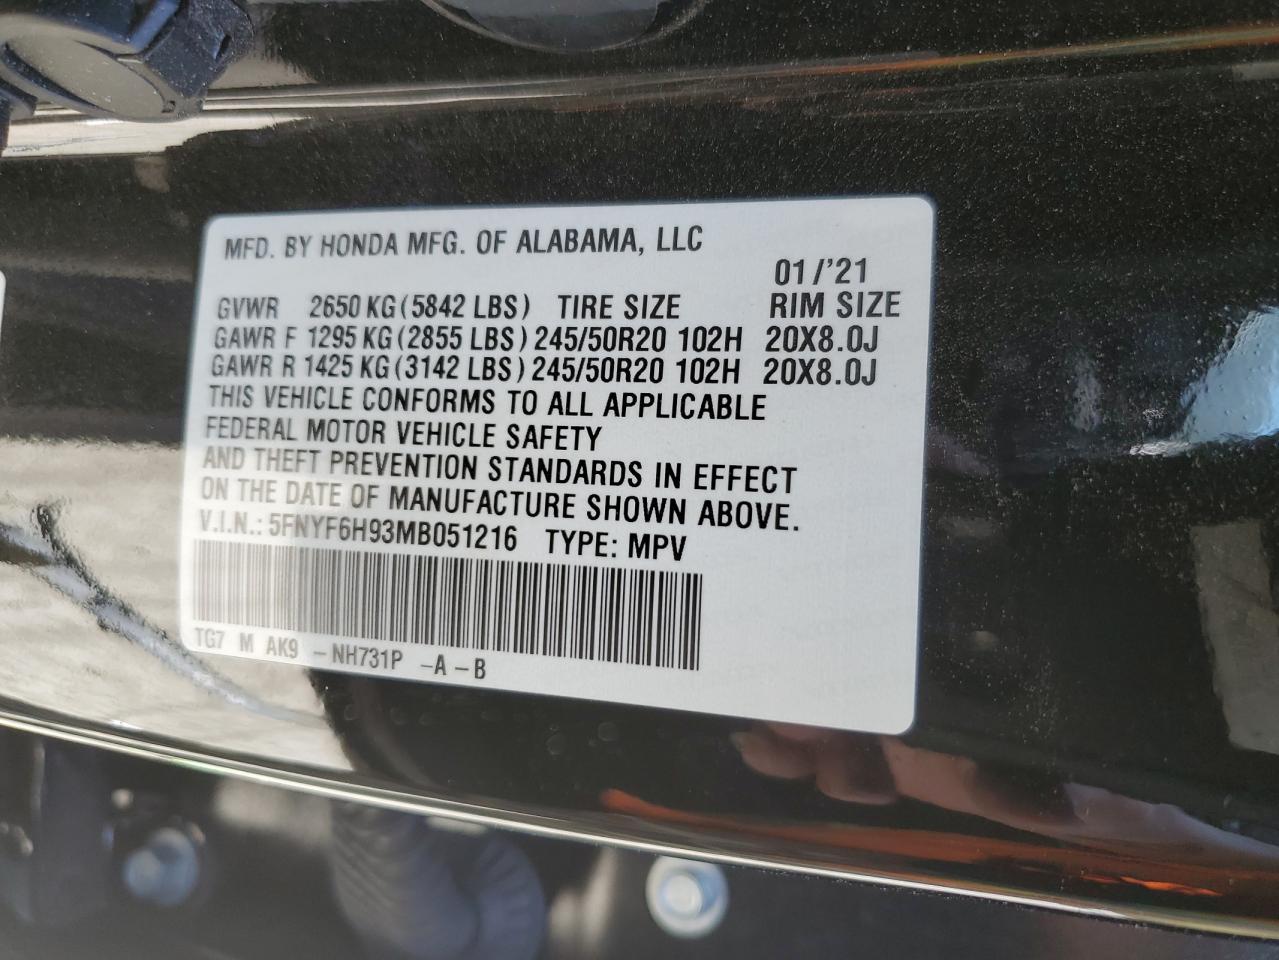 MFD. BY HONDA MFG. OF ALABAMA, LLC
01/'21
GVWR 2650 KG (5842 LBS) TIRE SIZE RIM SIZE
GAWR F 1295 KG (2855 LBS) 245/50R20 102H 20X8.0J
GAWR R 1425 KG (3142 LBS) 245/50R20 102H 20X8.0J
THIS VEHICLE CONFORMS TO ALL APPLICABLE
FEDERAL MOTOR VEHICLE SAFETY
AND THEFT PREVENTION STANDARDS IN EFFECT
ON THE DATE OF MANUFACTURE SHOWN ABOVE.
V.I.N.: 5FNYF6H93MB051216 TYPE: MPV
TG7 M AK9 - NH731P - A - B